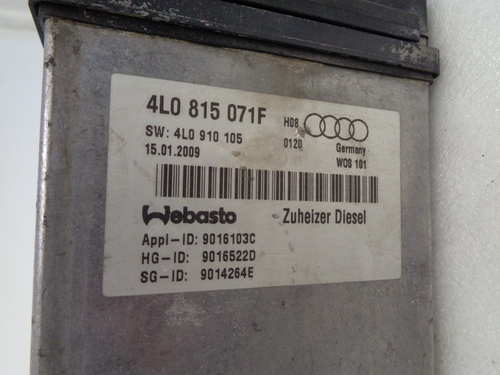 4L0 815 071F
H08
SW: 4L0 910 105
0120
Germany
15.01.2009
WOS 101
Webasto
Zuheizer Diesel
Appl-ID: 9016103C
HG-ID: 9016522D
SG-ID: 9014264E